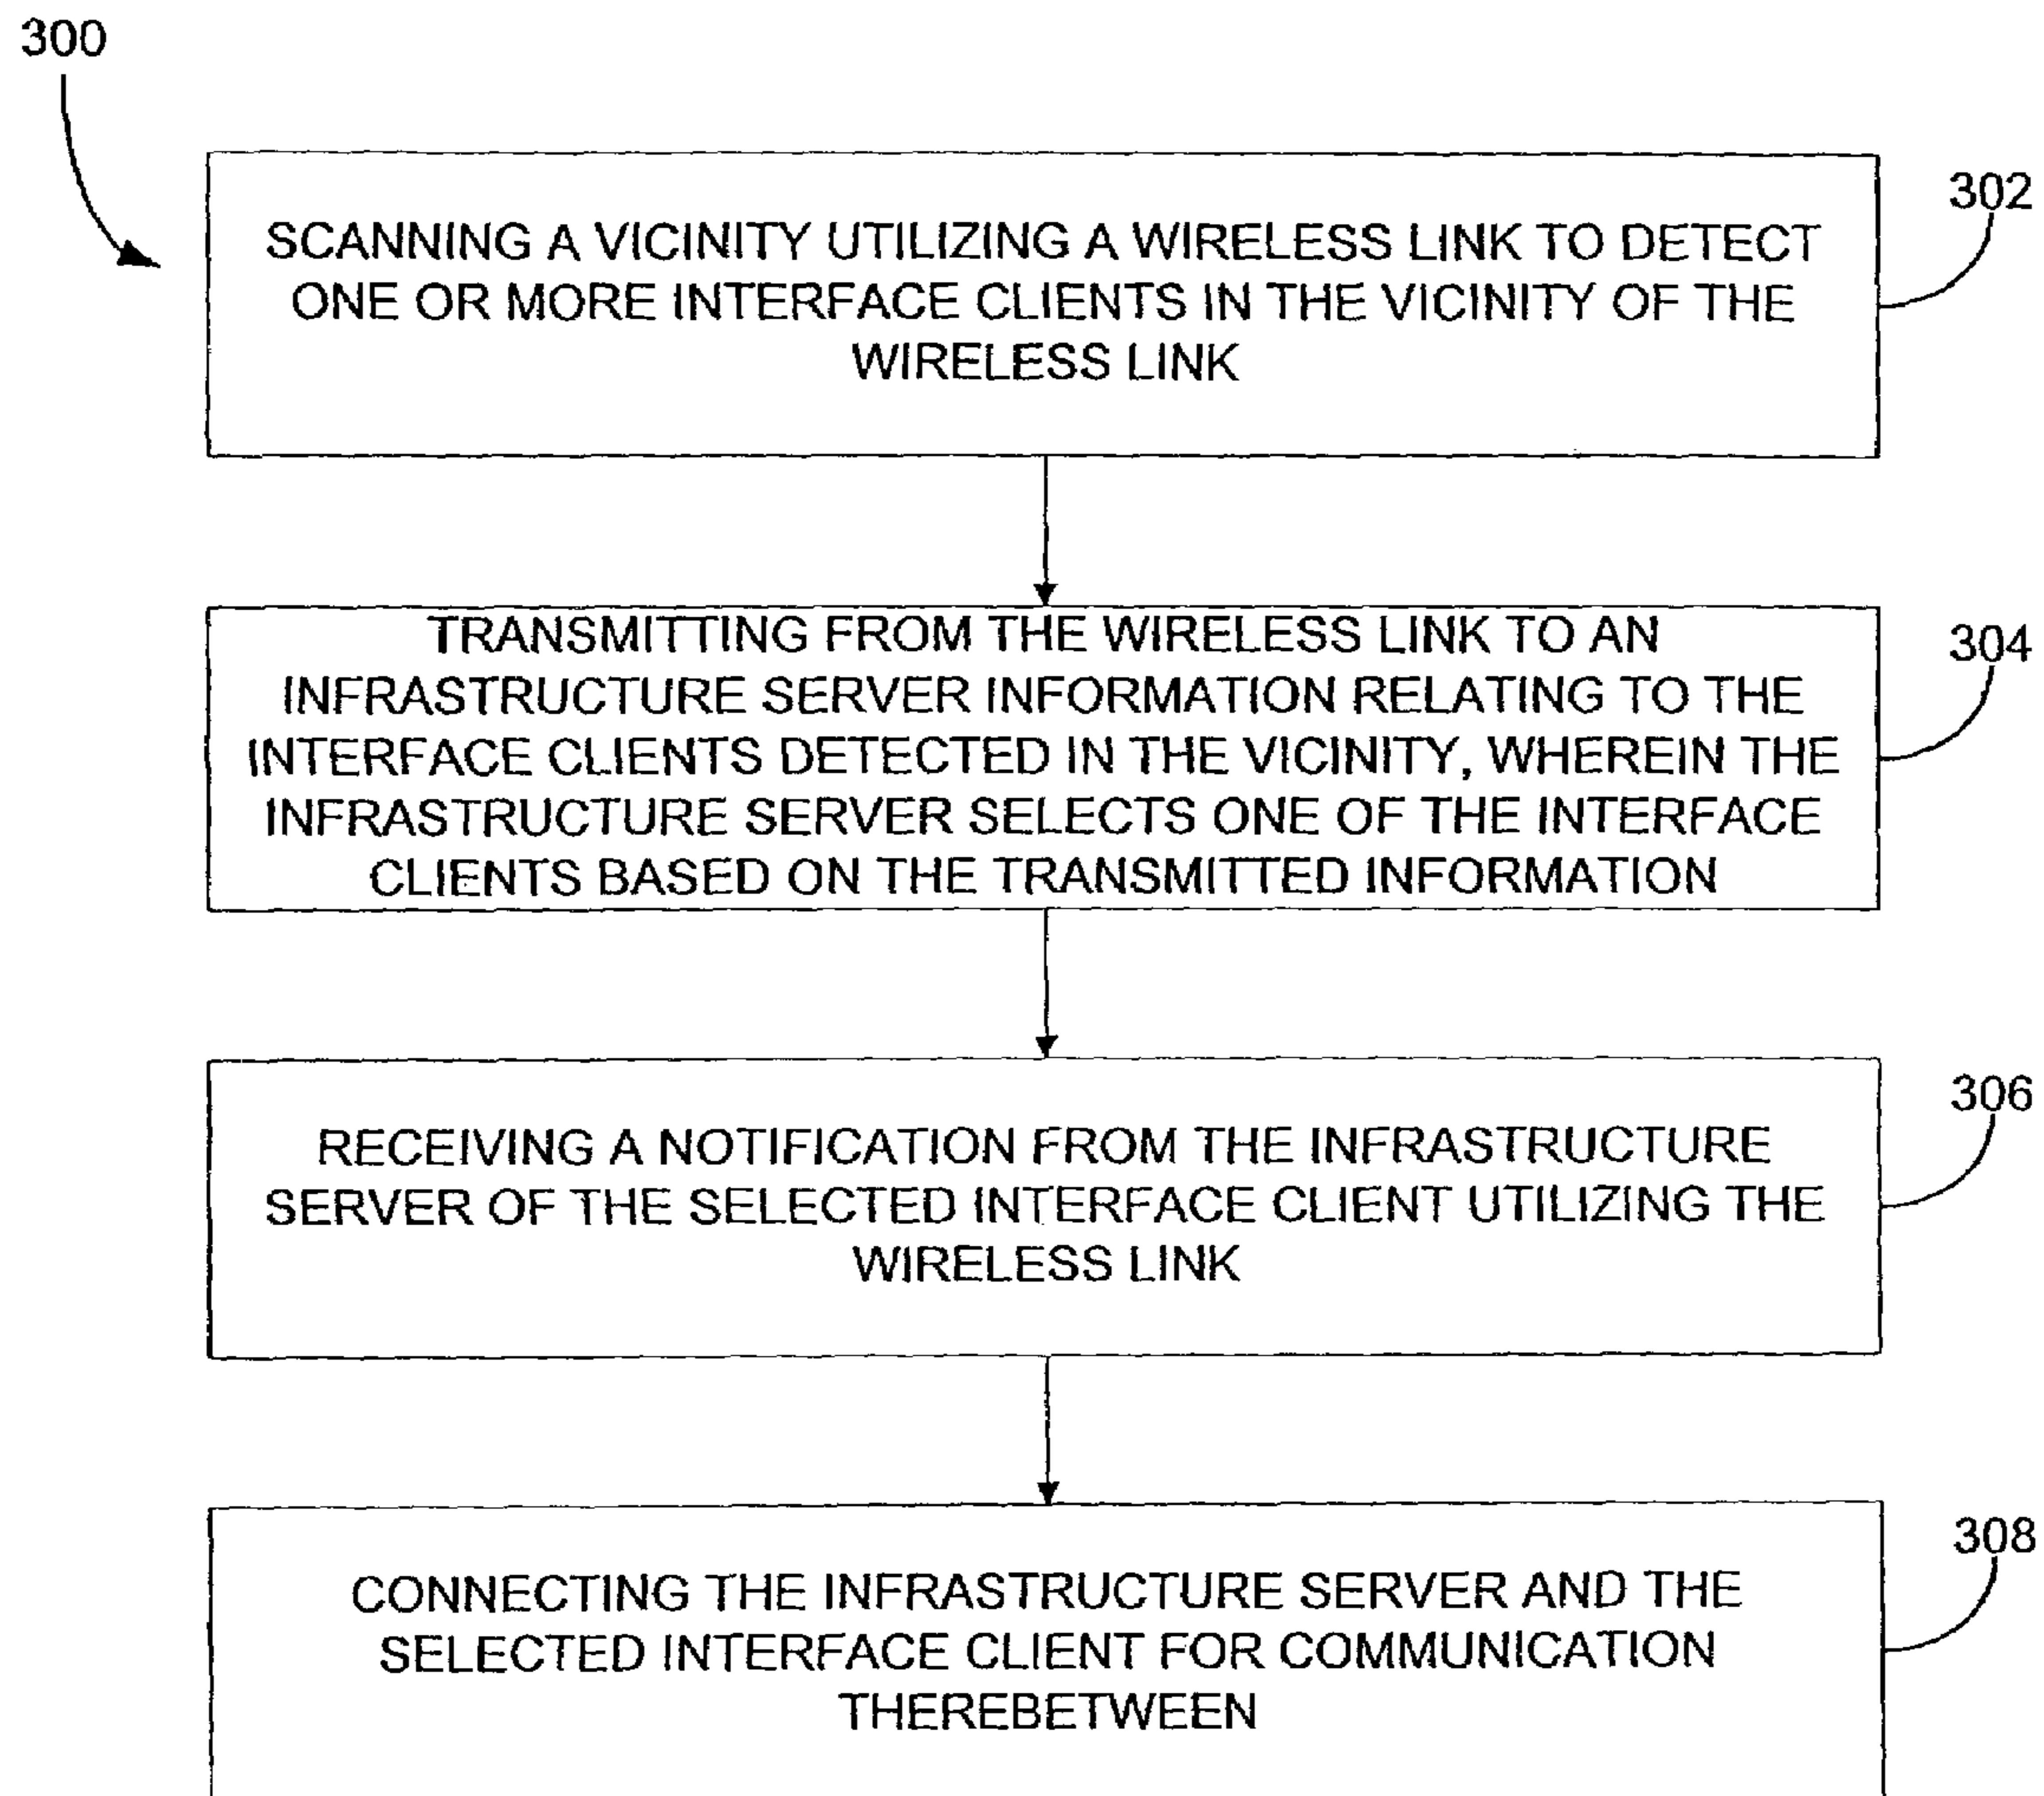 300
302
SCANNING A VICINITY UTILIZING A WIRELESS LINK TO DETECT
ONE OR MORE INTERFACE CLIENTS IN THE VICINITY OF THE
WIRELESS LINK
304
TRANSMITTING FROM THE WIRELESS LINK TO AN
INFRASTRUCTURE SERVER INFORMATION RELATING TO THE
INTERFACE CLIENTS DETECTED IN THE VICINITY, WHEREIN THE
INFRASTRUCTURE SERVER SELECTS ONE OF THE INTERFACE
CLIENTS BASED ON THE TRANSMITTED INFORMATION
306
RECEIVING A NOTIFICATION FROM THE INFRASTRUCTURE
SERVER OF THE SELECTED INTERFACE CLIENT UTILIZING THE
WIRELESS LINK
308
CONNECTING THE INFRASTRUCTURE SERVER AND THE
SELECTED INTERFACE CLIENT FOR COMMUNICATION
THEREBETWEEN